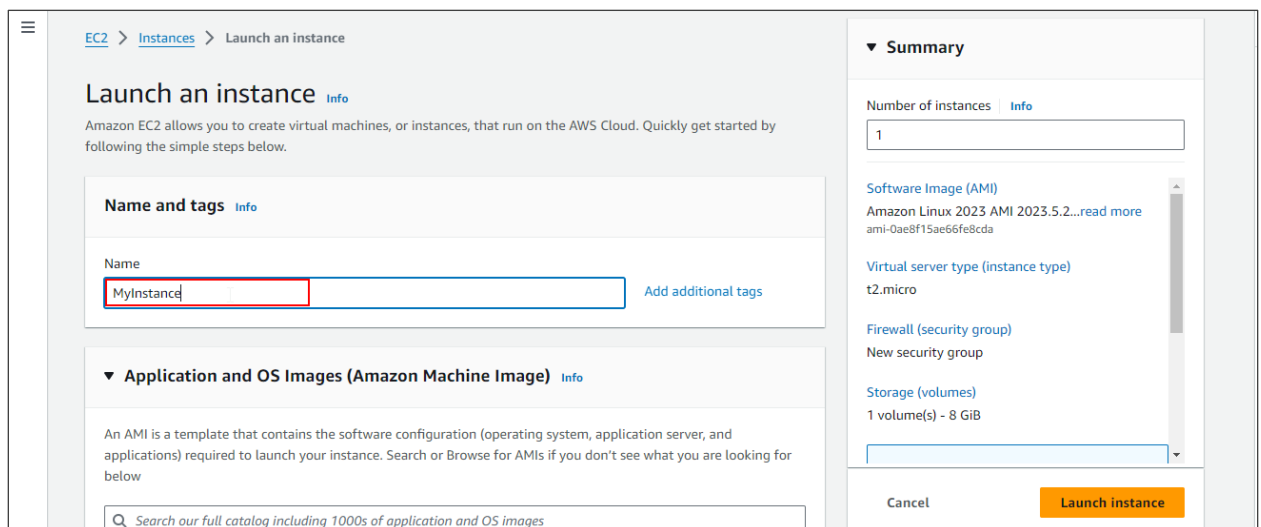 EC2 > Instances > Launch an instance
Launch an instance Info
Amazon EC2 allows you to create virtual machines, or instances, that run on the AWS Cloud. Quickly get started by
following the simple steps below.
Name and tags Info
Name
MyInstance
Add additional tags
Application and OS Images (Amazon Machine Image) Info
An AMI is a template that contains the software configuration (operating system, application server, and
applications) required to launch your instance. Search or Browse for AMIs if you don't see what you are looking for
below
Search our full catalog including 1000s of application and OS images
Summary
Number of instances Info
1
Software Image (AMI)
Amazon Linux 2023 AMI 2023.5.2...read more
ami-0ae8f15ae66fe8cda
Virtual server type (instance type)
t2.micro
Firewall (security group)
New security group
Storage (volumes)
1 volume(s) - 8 GiB
Cancel
Launch instance